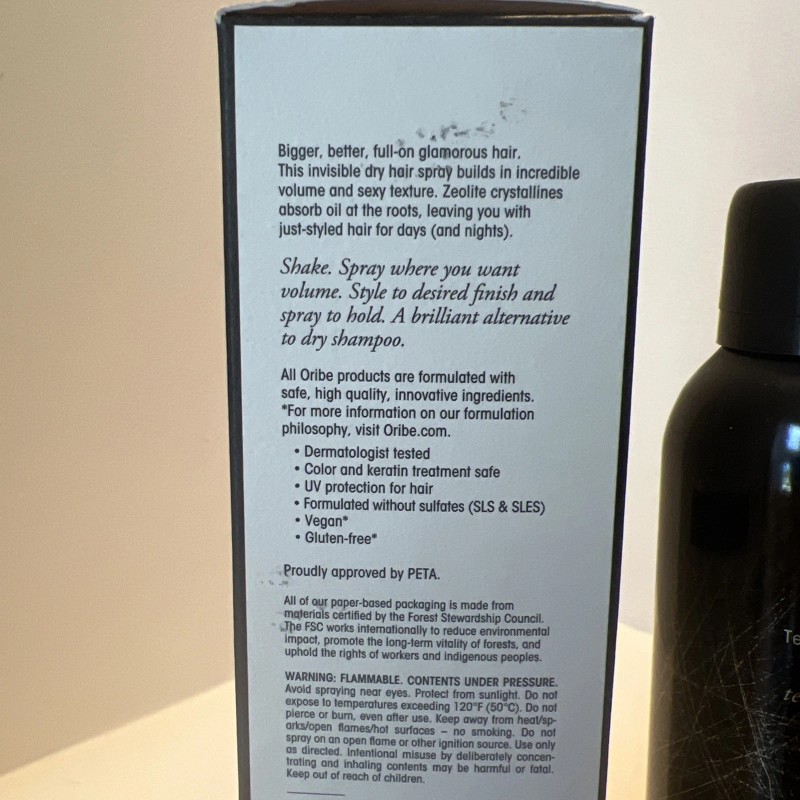 Bigger, better, full-on glamorous hair.
This invisible dry hair spray builds in incredible
volume and sexy texture. Zeolite crystallines
absorb oil at the roots, leaving you with
just-styled hair for days (and nights).
Shake. Spray where you want
volume. Style to desired finish and
spray to hold. A brilliant alternative
to dry shampoo.
All Oribe products are formulated with
safe, high quality, innovative ingredients.
*For more information on our formulation
philosophy, visit Oribe.com.
• Dermatologist tested
• Color and keratin treatment safe
• UV protection for hair
• Formulated without sulfates (SLS & SLES)
• Vegan*
• Gluten-free*
Proudly approved by PETA.
All of our paper-based packaging is made from
materials certified by the Forest Stewardship Council.
The FSC works internationally to reduce environmental
impact, promote the long-term vitality of forests, and
uphold the rights of workers and indigenous peoples.
WARNING: FLAMMABLE. CONTENTS UNDER PRESSURE.
Avoid spraying near eyes. Protect from sunlight. Do not
expose to temperatures exceeding 120°F (50°C). Do not
pierce or burn, even after use. Keep away from heat/sp-
arks/open flames/hot surfaces – no smoking. Do not
spray on an open flame or other ignition source. Use only
as directed. Intentional misuse by deliberately concen-
trating and inhaling contents may be harmful or fatal.
Keep out of reach of children.